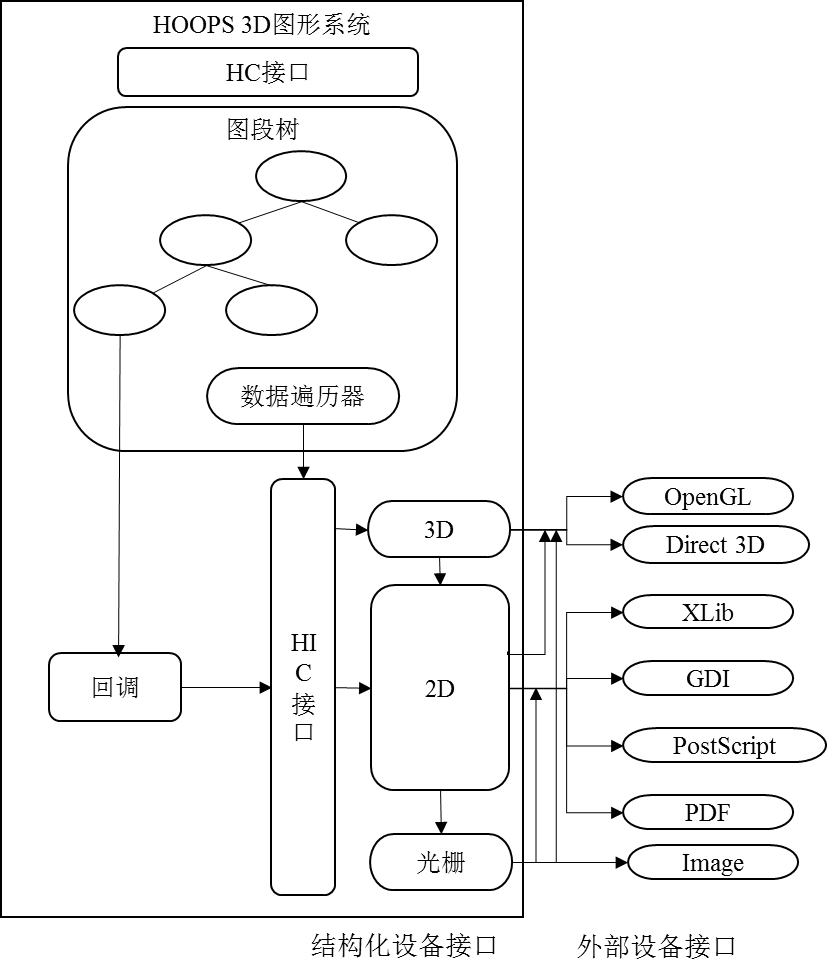 HOOPS 3D图形系统
HC接口
图段树
数据遍历器
3D
OpenGL
Direct 3D
HI
C
接
口
回调
2D
XLib
GDI
PostScript
PDF
光栅
Image
结构化设备接口
外部设备接口